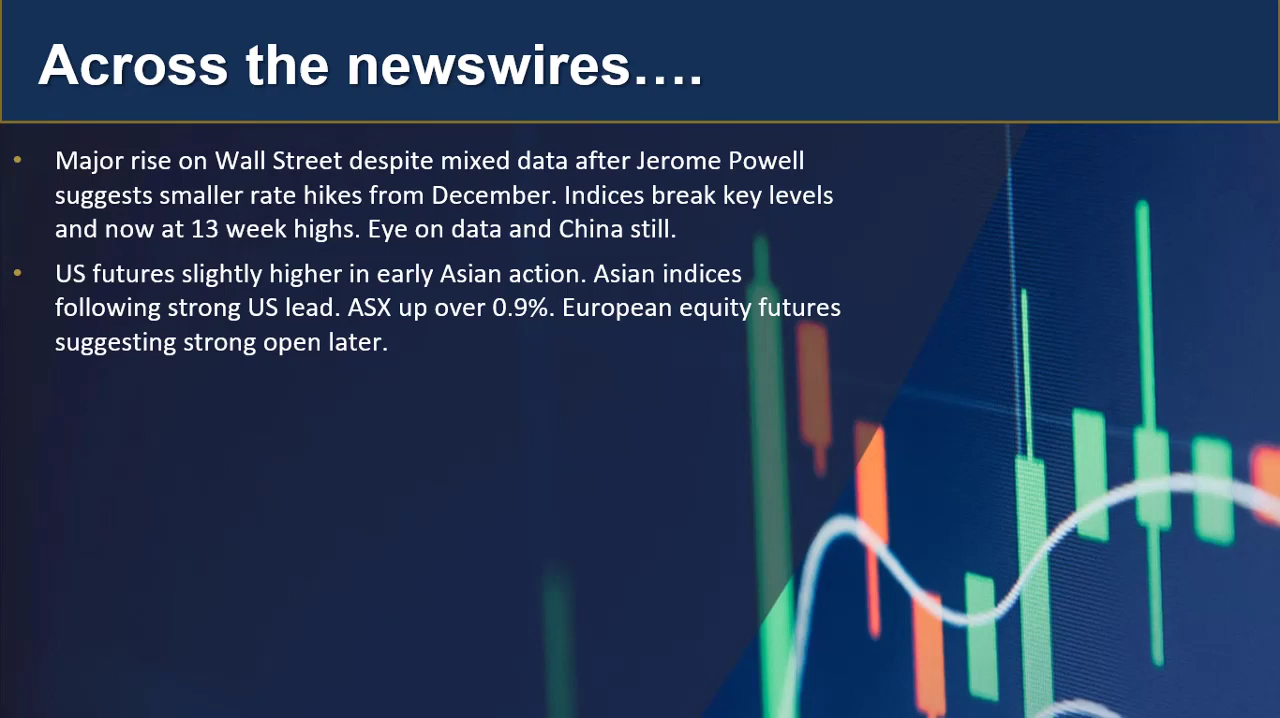 Across the newswires....
• Major rise on Wall Street despite mixed data after Jerome Powell
suggests smaller rate hikes from December. Indices break key levels
and now at 13 week highs. Eye on data and China still.
• US futures slightly higher in early Asian action. Asian indices
following strong US lead. ASX up over 0.9%. European equity futures
suggesting strong open later.